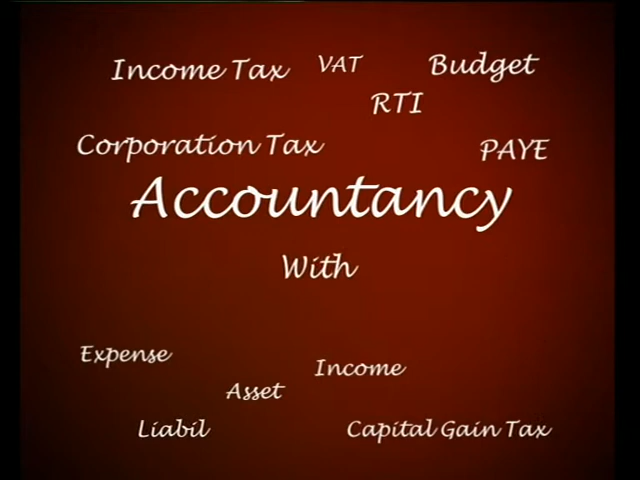 Income Tax VAT Budget
RTI
Corporation Tax PAYE
Accountancy
With
Expense
Income
Asset
Liabil
Capital Gain Tax